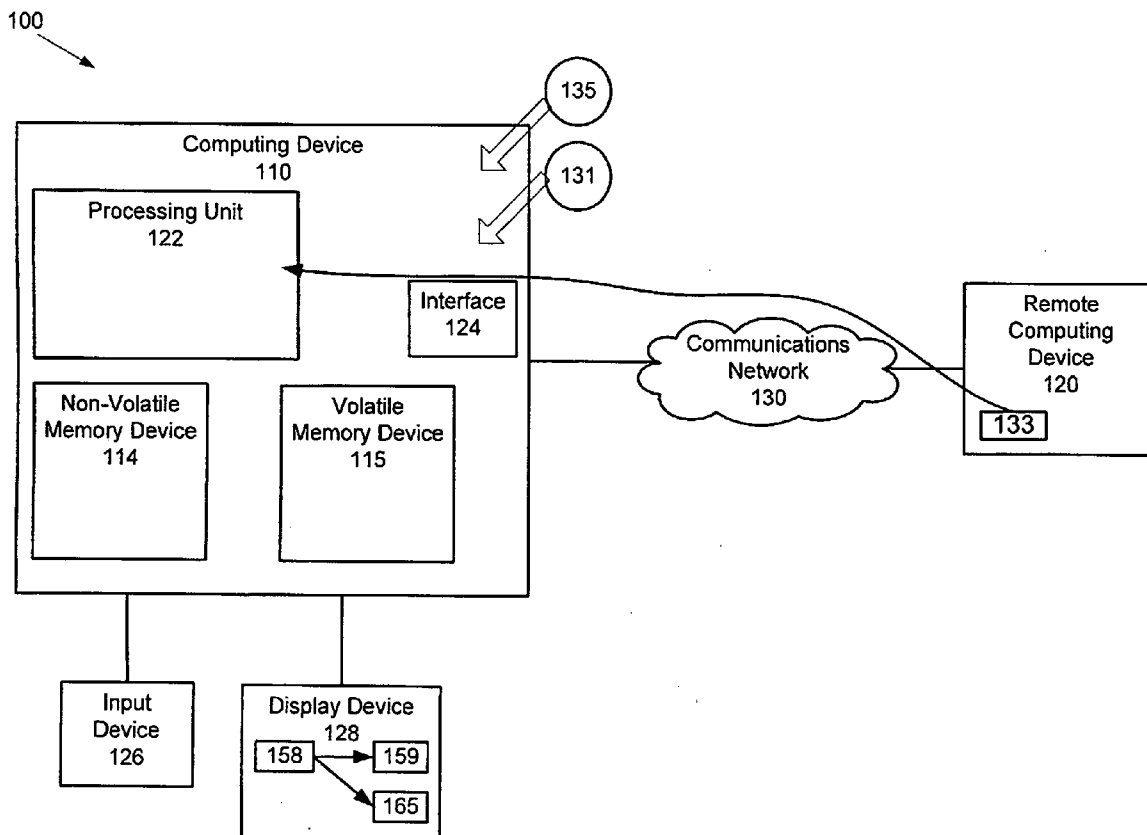 100
135
Computing Device
110
131
Processing Unit
122
Interface
124
Communications
Network
130
Remote
Computing
Device
120
133
Non-Volatile
Memory Device
114
Volatile
Memory Device
115
Input
Device
126
Display Device
128
158
159
165